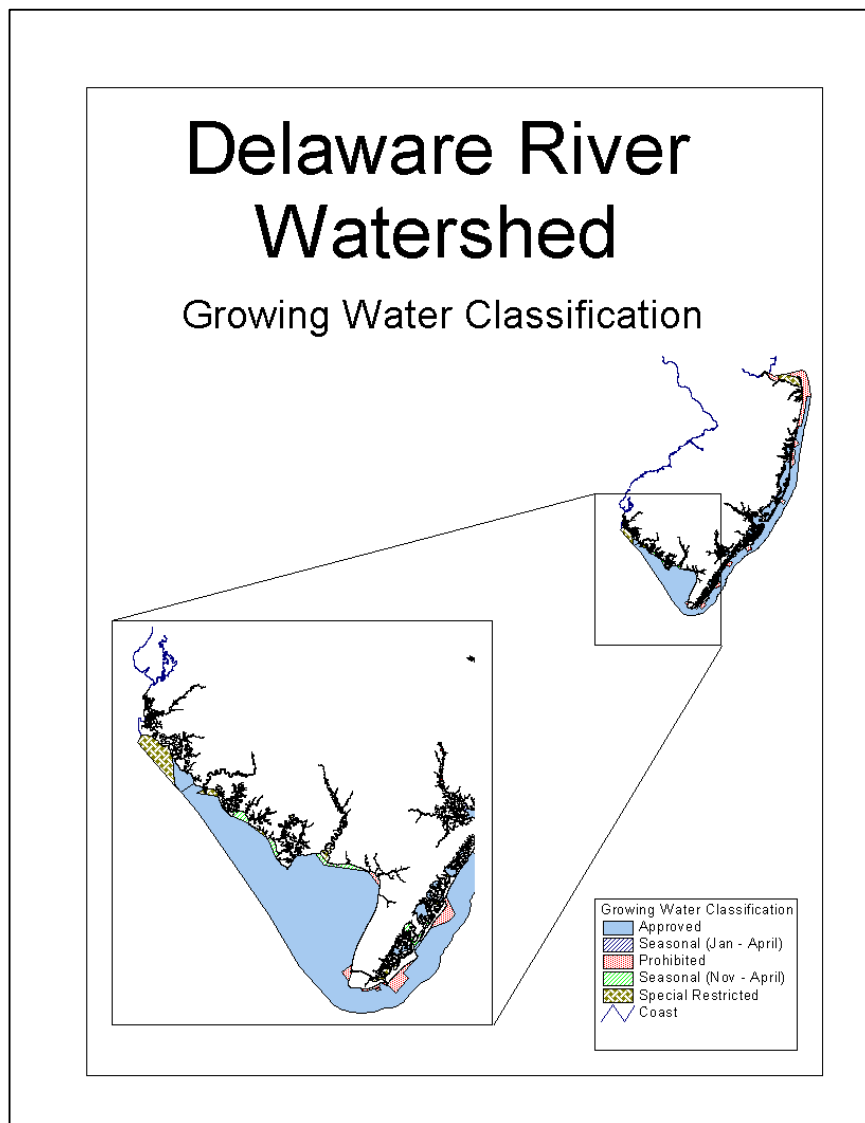 Delaware River
Watershed
Growing Water Classification
Growing Water Classification
Approved
Seasonal (Jan - April)
Prohibited
Seasonal (Nov - April)
Special Restricted
Coast